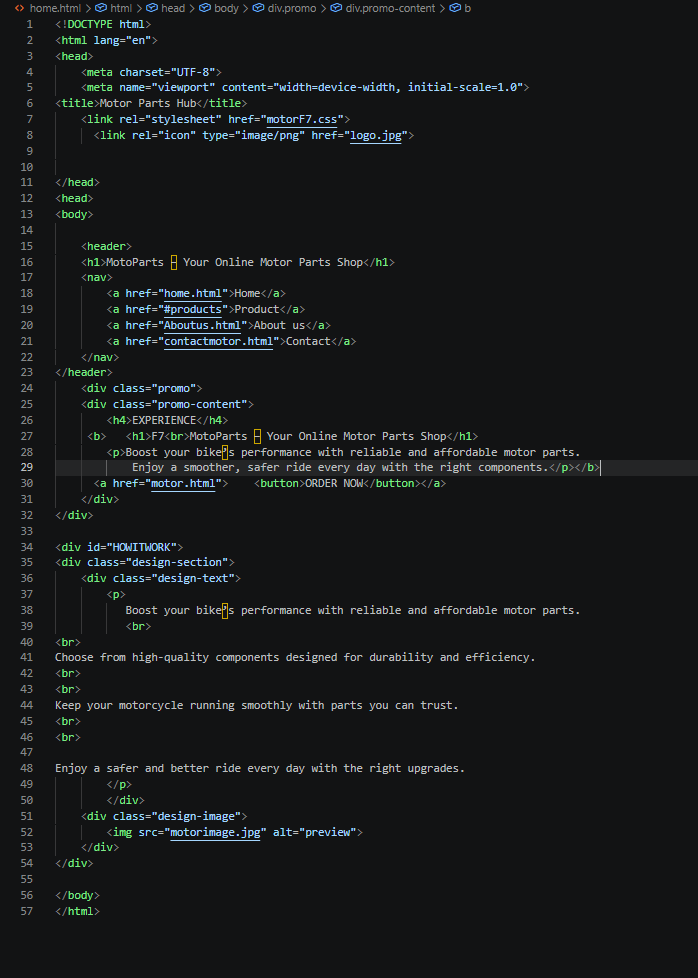 home.html > html > head > body > div.promo > div.promo-content > b
1 <!DOCTYPE html>
2 <html lang="en">
3 <head>
4 <meta charset="UTF-8">
5 <meta name="viewport" content="width=device-width, initial-scale=1.0">
6 <title>Motor Parts Hub</title>
7 <link rel="stylesheet" href="motorF7.css">
8 <link rel="icon" type="image/png" href="logo.jpg">
9
10
11 </head>
12 <head>
13 <body>
14
15 <header>
16 <h1>MotoParts – Your Online Motor Parts Shop</h1>
17 <nav>
18 <a href="home.html">Home</a>
19 <a href="#products">Product</a>
20 <a href="Aboutus.html">About us</a>
21 <a href="contactmotor.html">Contact</a>
22 </nav>
23 </header>
24 <div class="promo">
25 <div class="promo-content">
26 <h4>EXPERIENCE</h4>
27 <b> <h1>F7<br>MotoParts – Your Online Motor Parts Shop</h1>
28 <p>Boost your bike’s performance with reliable and affordable motor parts.
29 Enjoy a smoother, safer ride every day with the right components.</p></b>
30 <a href="motor.html"> <button>ORDER NOW</button></a>
31 </div>
32 </div>
33
34 <div id="HOWITWORK">
35 <div class="design-section">
36 <div class="design-text">
37 <p>
38 Boost your bike’s performance with reliable and affordable motor parts.
39 <br>
40 <br>
41 Choose from high-quality components designed for durability and efficiency.
42 <br>
43 <br>
44 Keep your motorcycle running smoothly with parts you can trust.
45 <br>
46 <br>
47
48 Enjoy a safer and better ride every day with the right upgrades.
49 </p>
50 </div>
51 <div class="design-image">
52 <img src="motorimage.jpg" alt="preview">
53 </div>
54 </div>
55
56 </body>
57 </html>